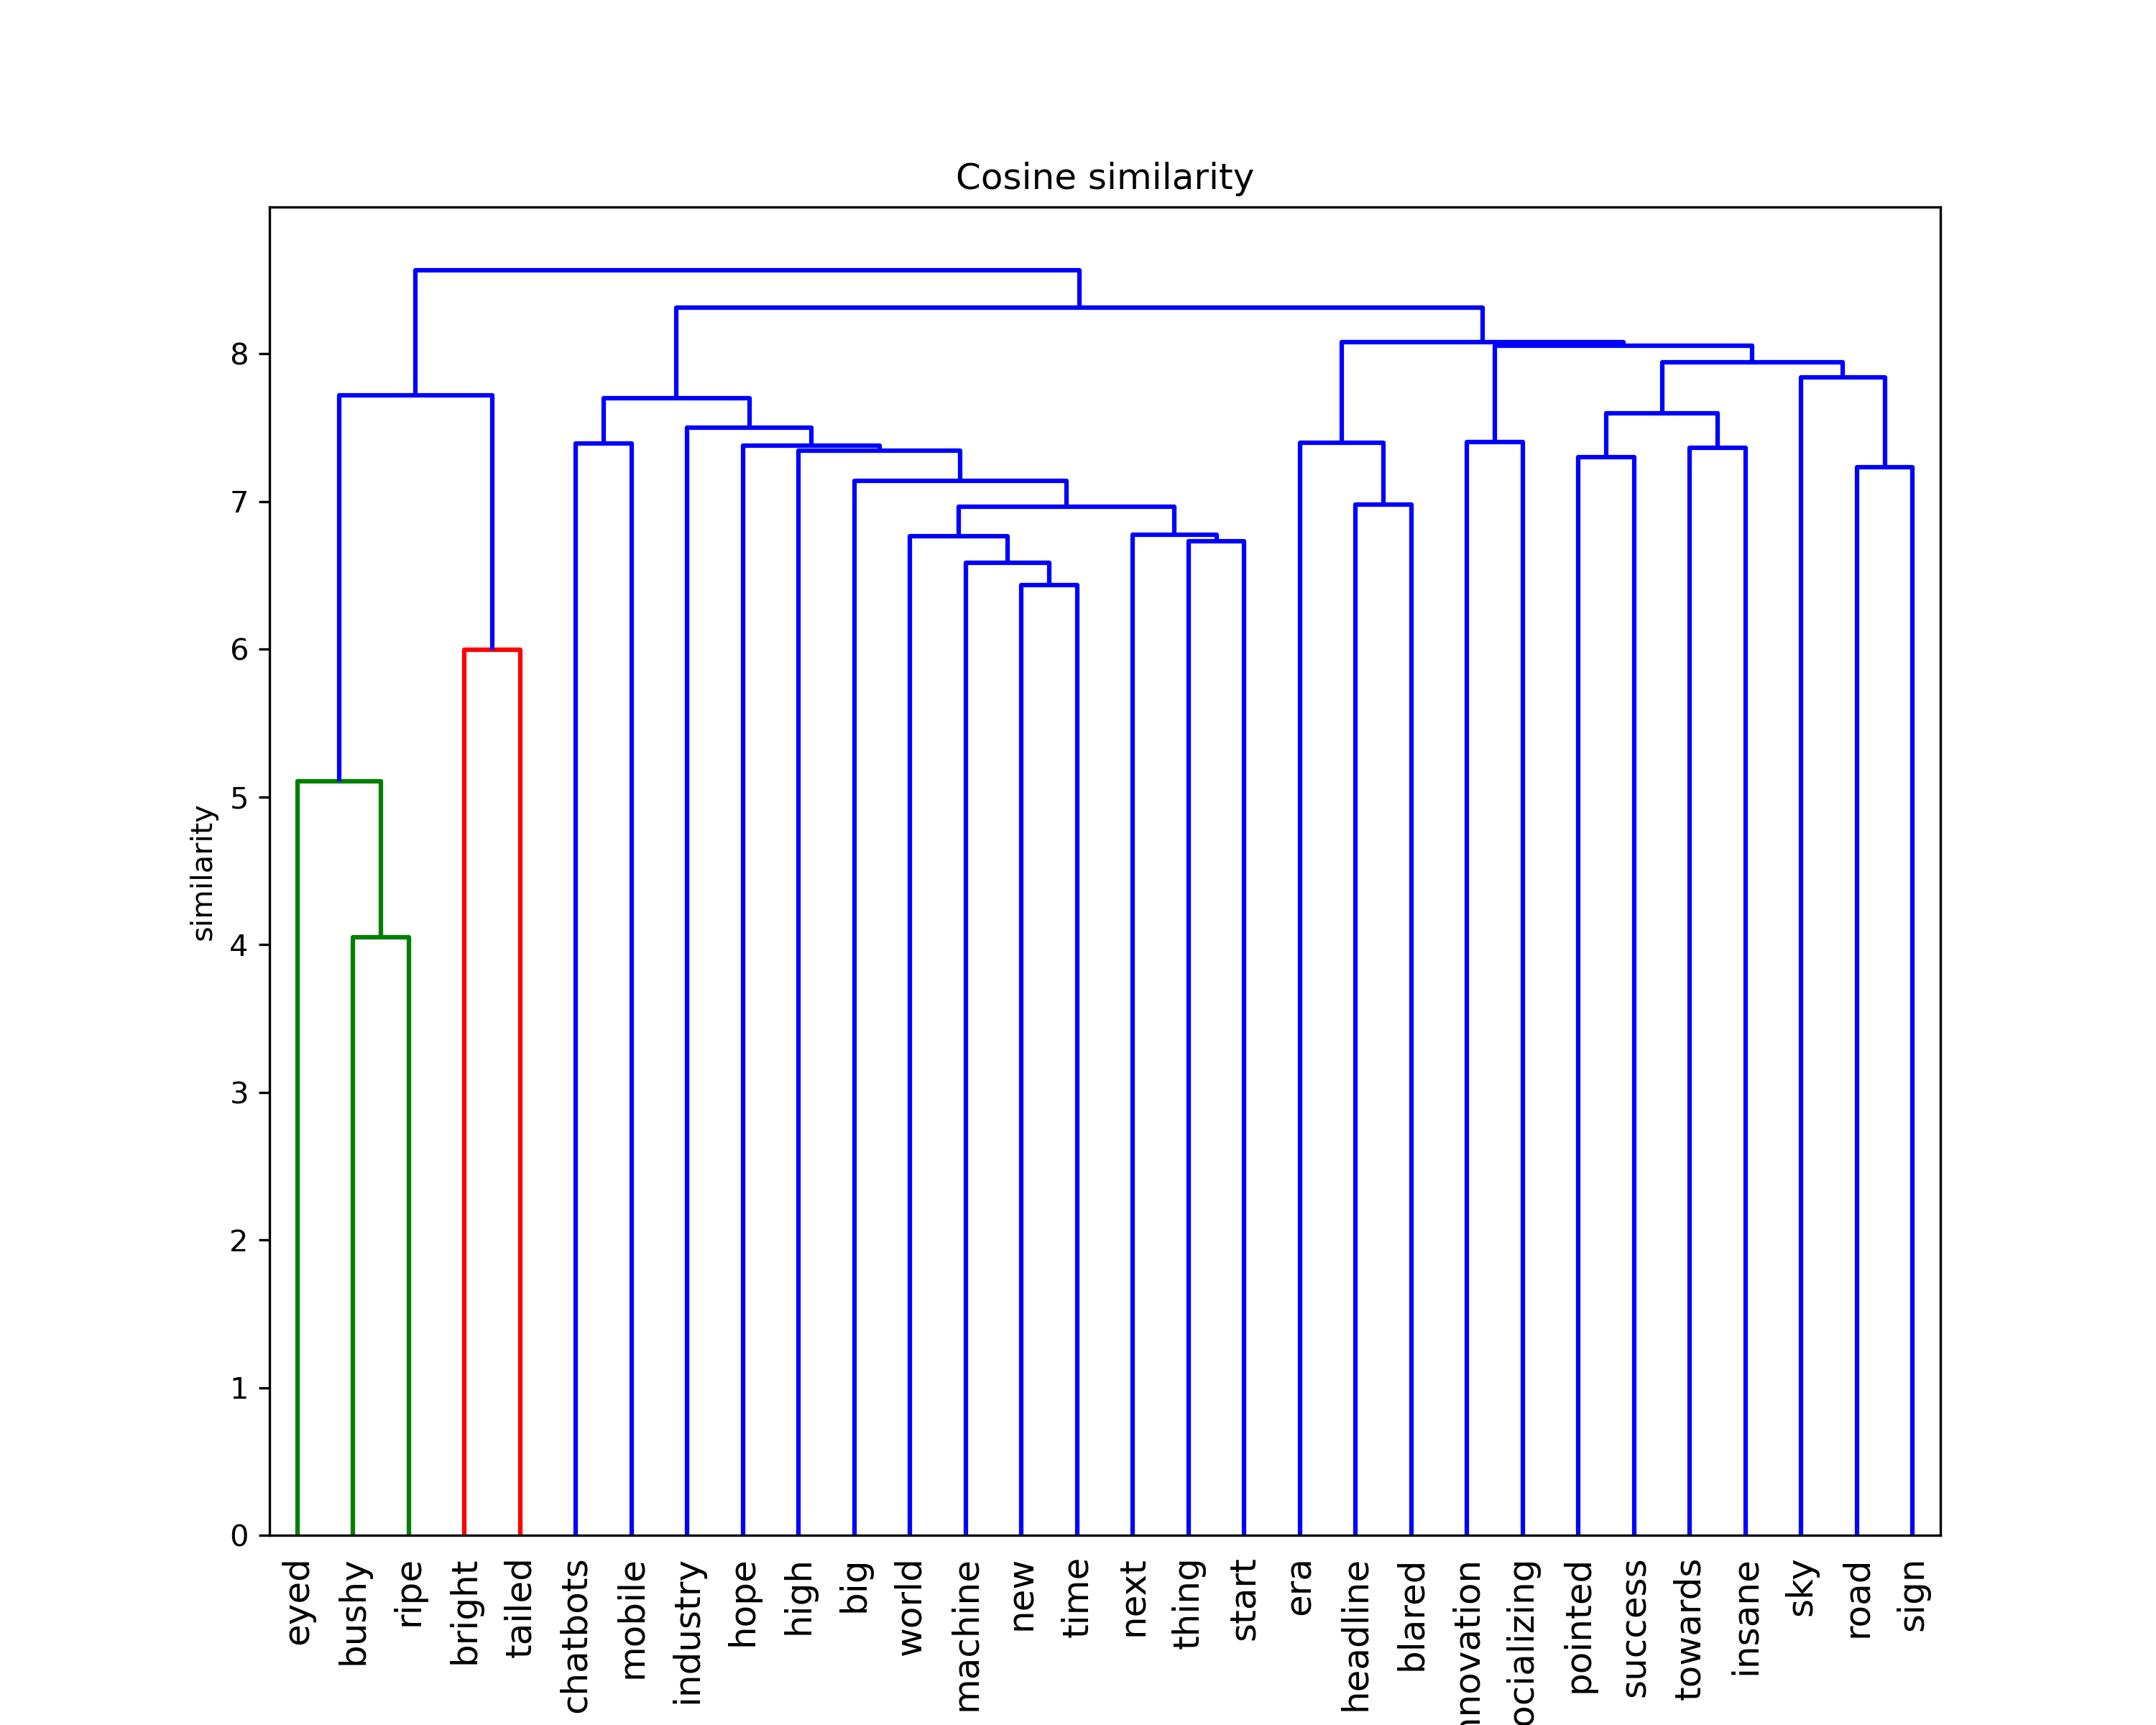 Cosine similarity
similarity
8
7
6
5
4
3
2
1
0
eyed
bushy
ripe
bright
tailed
chatbots
mobile
industry
hope
high
big
world
machine
new
time
next
thing
start
era
headline
blared
nnovation
ocializing
pointed
success
towards
insane
sky
road
sign